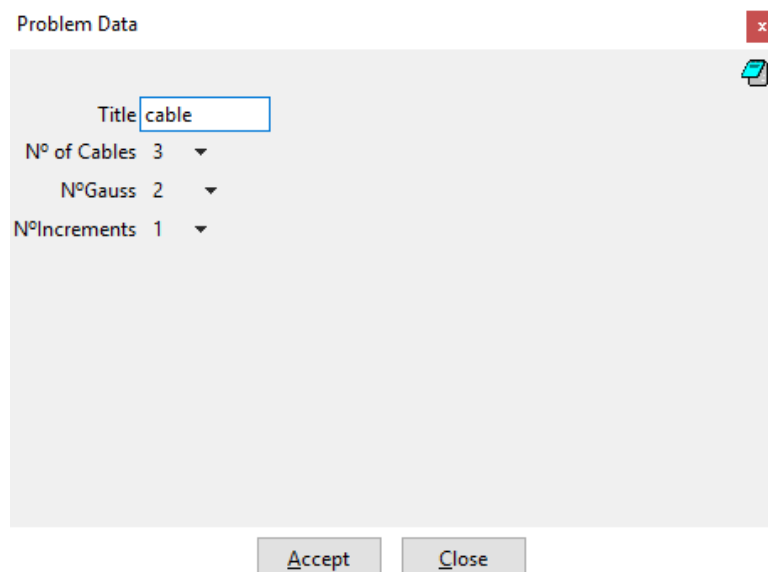 Problem Data
x
Title cable
Nº of Cables 3
NºGauss 2
NºIncrements 1
Accept Close